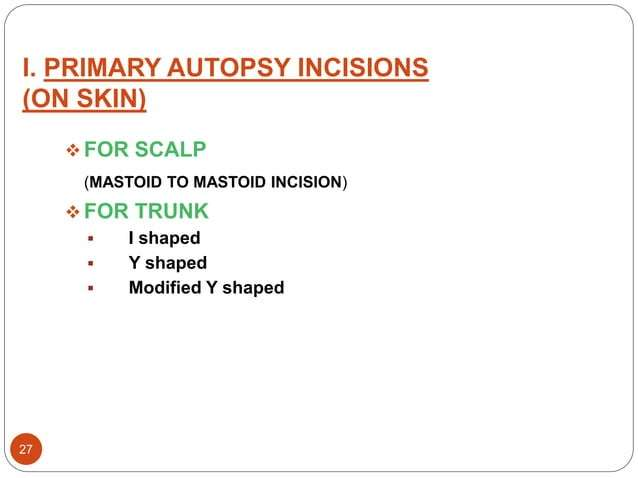 I. PRIMARY AUTOPSY INCISIONS
(ON SKIN)
FOR SCALP
(MASTOID TO MASTOID INCISION)
FOR TRUNK
I shaped
Y shaped
Modified Y shaped
27